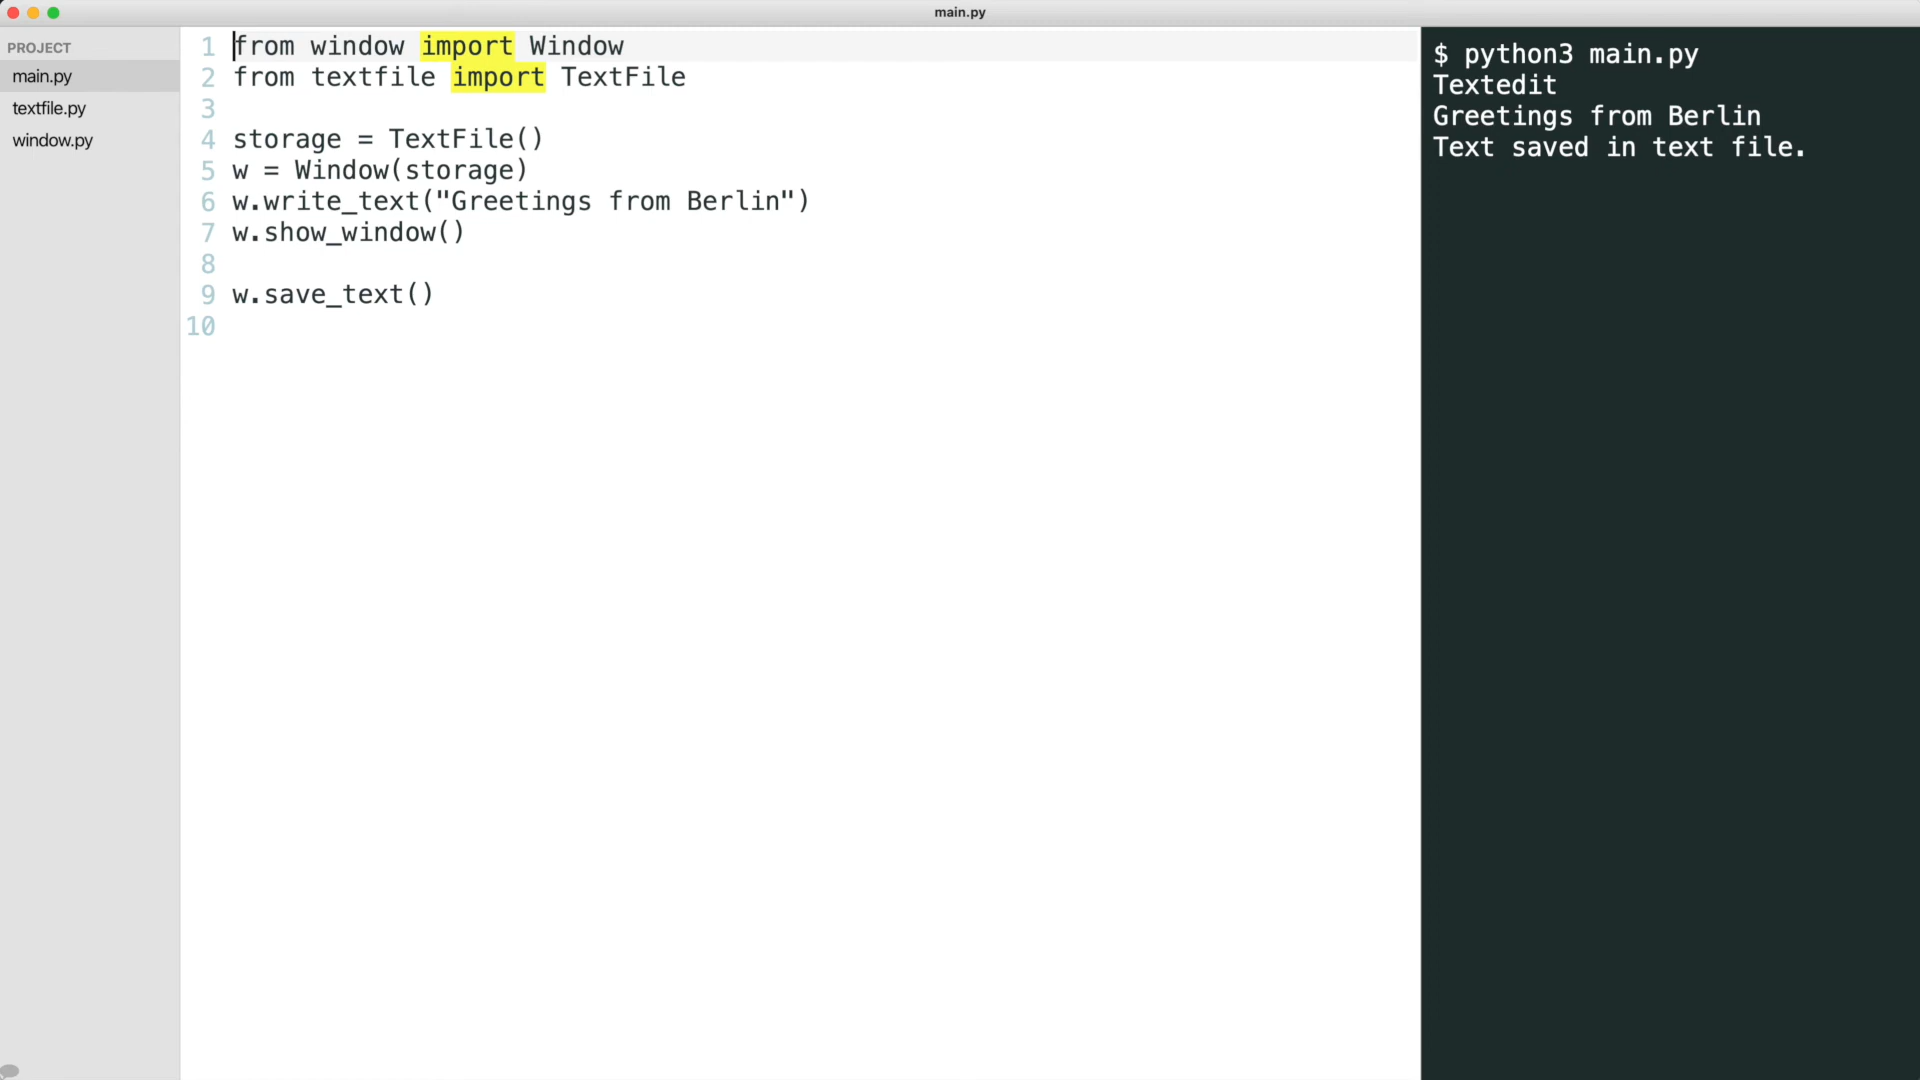 main.py
PROJECT
main.py
textfile.py
window.py
1 from window import Window
2 from textfile import TextFile
3
4 storage = TextFile()
5 w = Window(storage)
6 w.write_text("Greetings from Berlin")
7 w.show_window()
8
9 w.save_text()
10
$ python3 main.py
Textedit
Greetings from Berlin
Text saved in text file.